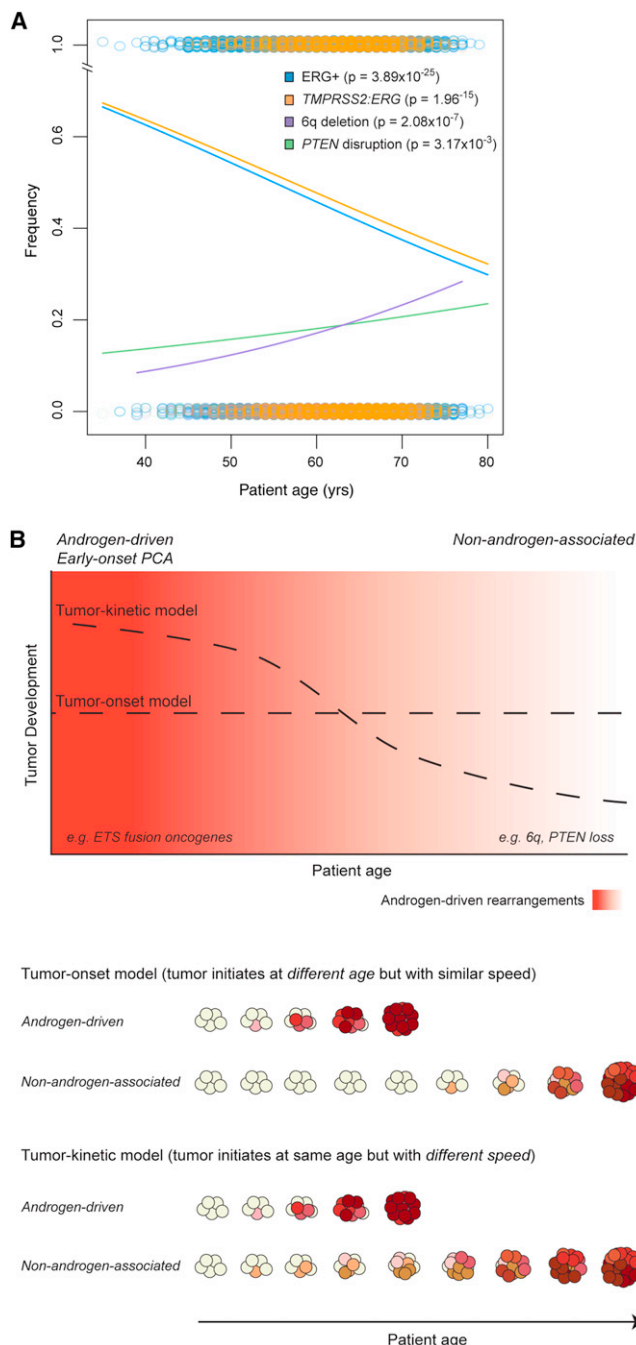 A
1.0
0.6
0.4
0.2
0.0
Frequency
ERG+ (p = 3.89x10-25)
TMPRSS2:ERG (p = 1.96-15)
6q deletion (p = 2.08x10-7)
PTEN disruption (p = 3.17x10-3)
40 50 60 70 80
Patient age (yrs)
B
Androgen-driven
Early-onset PCA
Non-androgen-associated
Tumor-kinetic model
Tumor-onset model
Tumor Development
e.g. ETS fusion oncogenes
e.g. 6q, PTEN loss
Patient age
Androgen-driven rearrangements
Tumor-onset model (tumor initiates at different age but with similar speed)
Androgen-driven
Non-androgen-associated
Tumor-kinetic model (tumor initiates at same age but with different speed)
Androgen-driven
Non-androgen-associated
Patient age